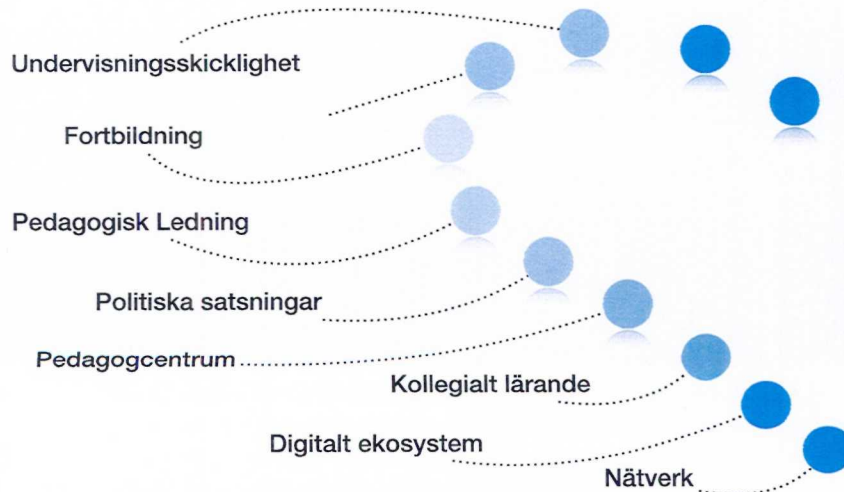 Undervisningsskicklighet
Fortbildning
Pedagogisk Ledning
Politiska satsningar
Pedagogcentrum
Kollegialt lärande
Digitalt ekosystem
Nätverk